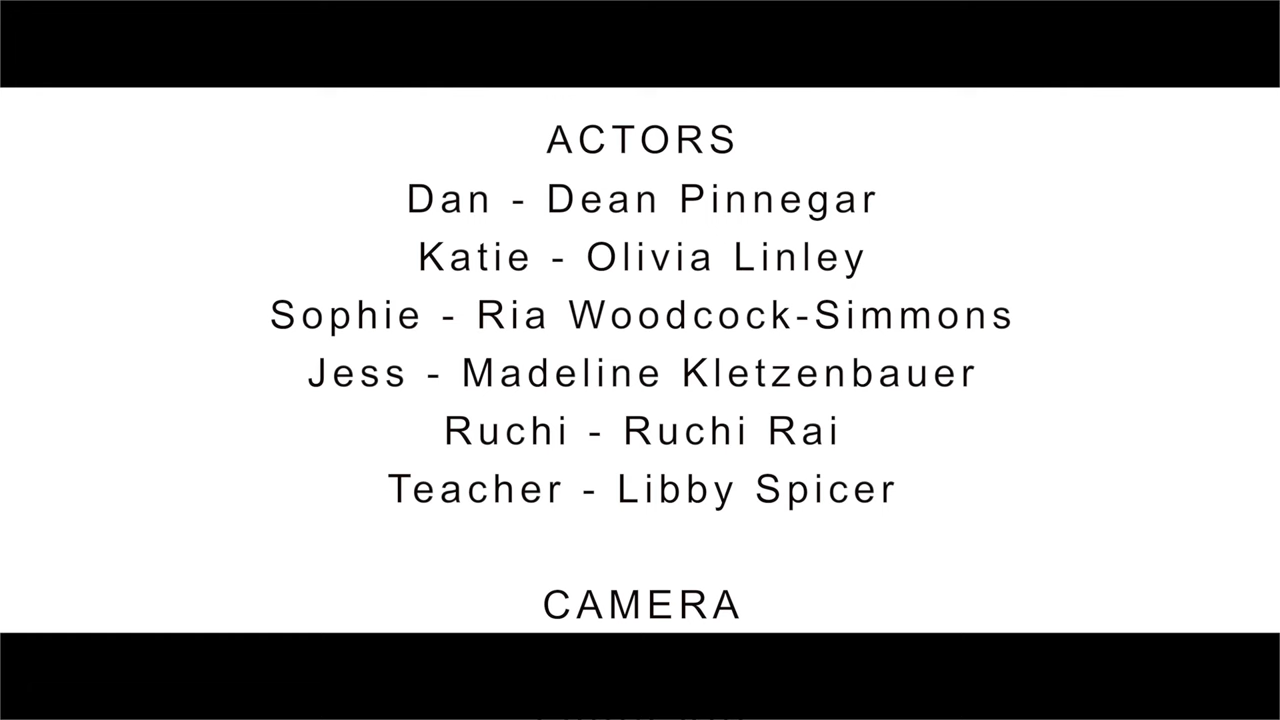 ACTORS
Dan - Dean Pinnegar
Katie - Olivia Linley
Sophie - Ria Woodcock-Simmons
Jess - Madeline Kletzenbauer
Ruchi - Ruchi Rai
Teacher - Libby Spicer
CAMERA